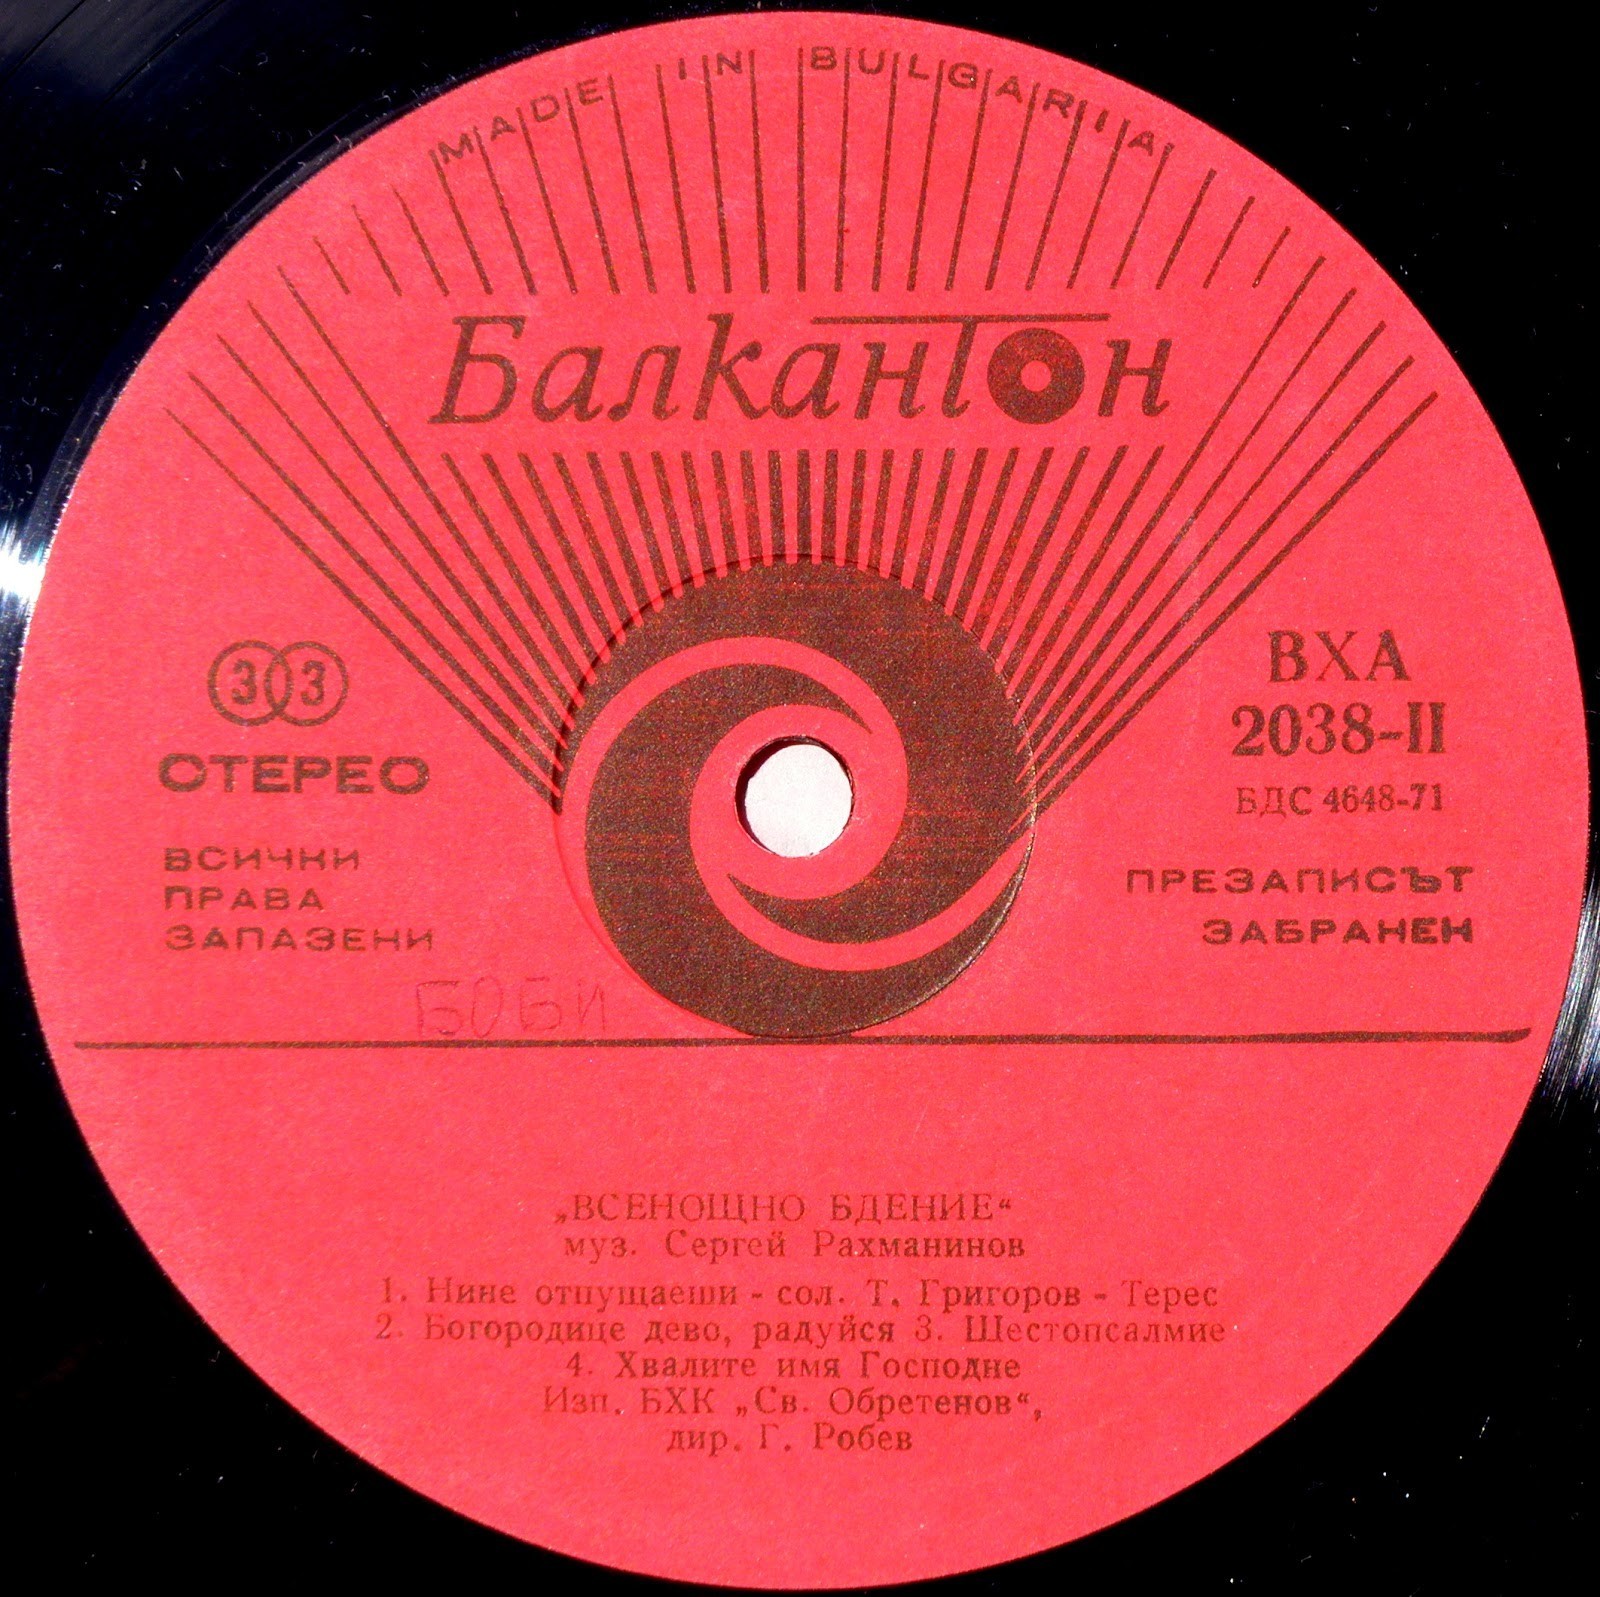 MADE IN BULGARIA
Балкантон
33
СТЕРЕО
ВСИЧКИ
ПРАВА
ЗАПАЗЕНИ
ВХА
2038-II
БДС 4648-71
ПРЕЗАПИСЪТ
ЗАБРАНЕН
БОБИ
„ВСЕНОЩНО БДЕНИЕ“
муз. Сергей Рахманинов
1. Нине отпущаеши - сол. Т. Григоров - Терес
2. Богородице дево, радуйся 3. Шестопсалмие
4. Хвалите имя Господне
Изп. БХК „Св. Обретенов“,
дир. Г. Робев